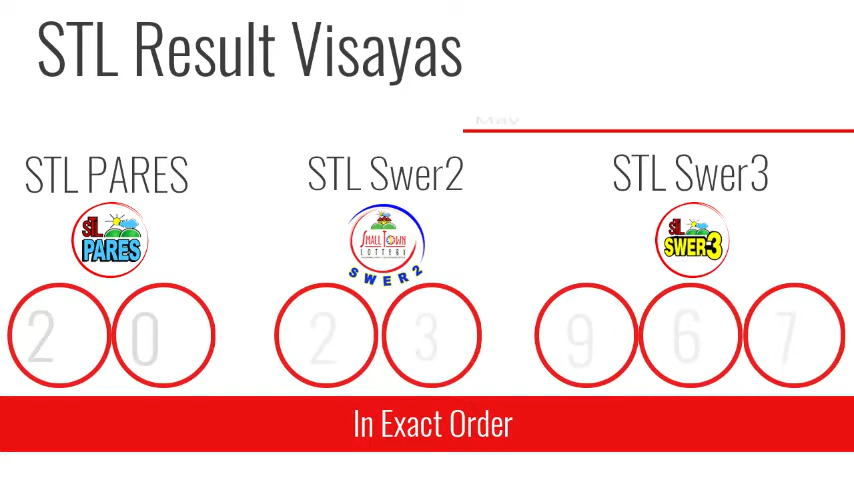 STL Result Visayas
STL PARES
STL Swer2
STL Swer3
STL
PARES
SMALL TOWN
LOTTERY
SWER2
STL
SWER3
2 0
2 3
9 6 7
In Exact Order